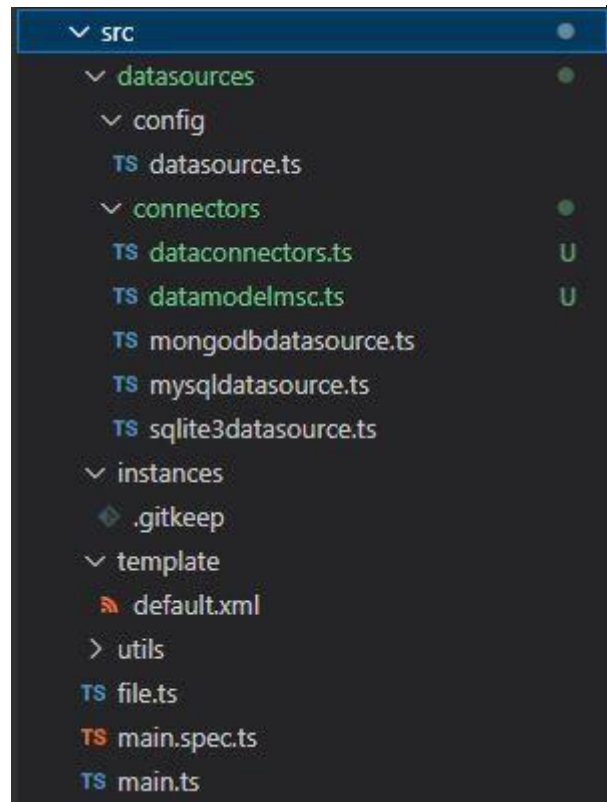 src
datasources
config
TS datasource.ts
connectors
TS dataconnectors.ts U
TS datamodelmsc.ts U
TS mongodbdatasource.ts
TS mysqldatasource.ts
TS sqlite3datasource.ts
instances
.gitkeep
template
default.xml
utils
TS file.ts
TS main.spec.ts
TS main.ts